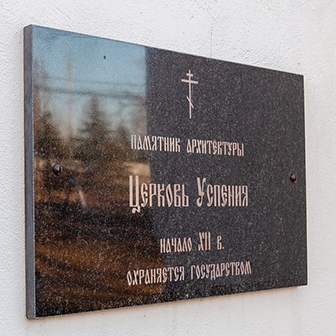 ПАМЯТНИК АРХИТЕКТУРЫ
ЦЕРКОВЬ УСПЕНИЯ
НАЧАЛО XII В.
ОХРАНЯЕТСЯ ГОСУДАРСТВОМ